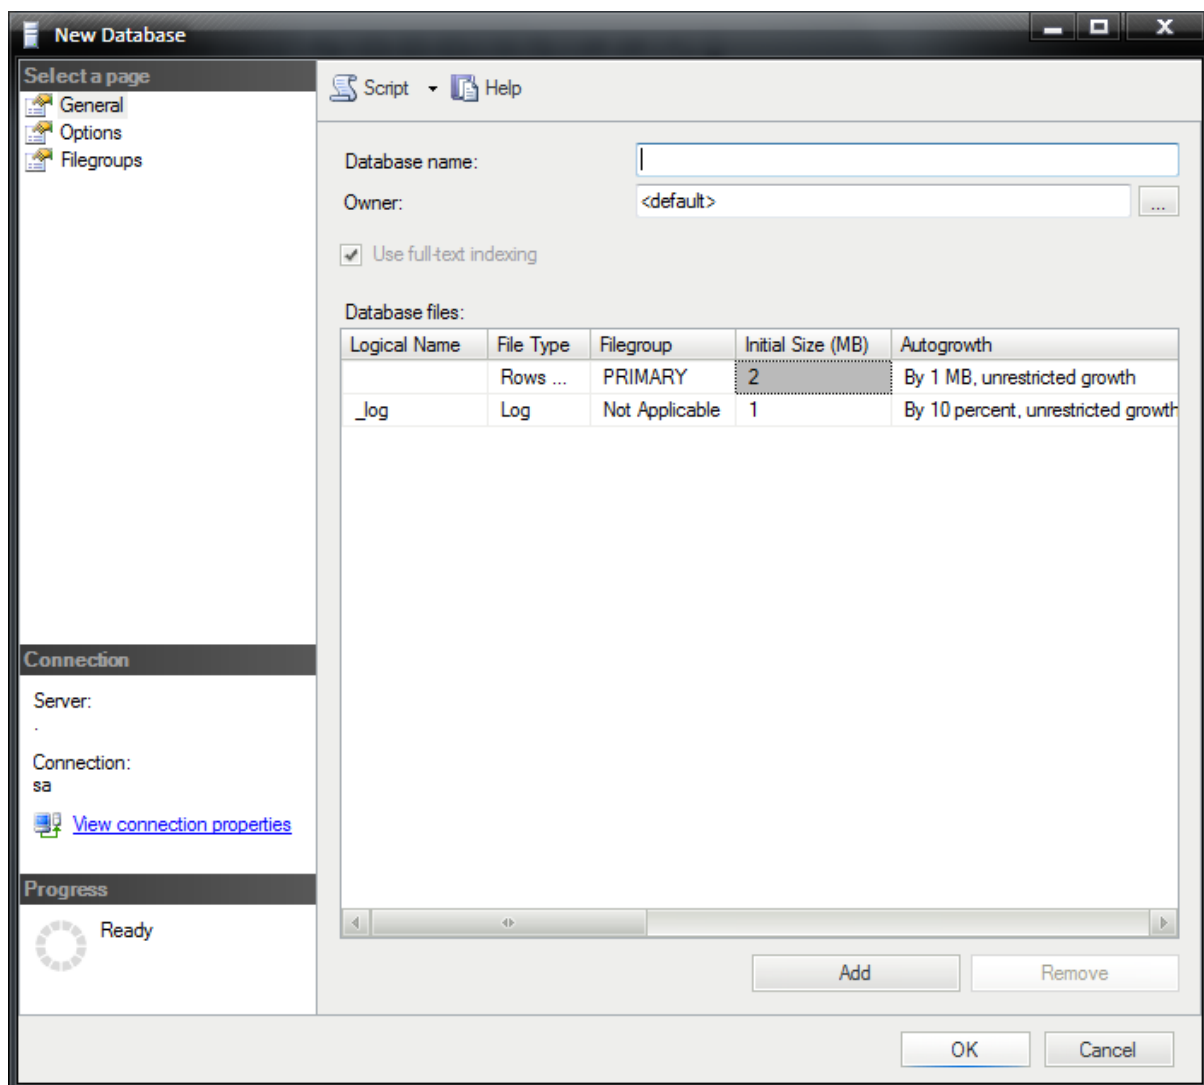 New Database
Select a page
General
Options
Filegroups
Script Help
Database name:
Owner: <default> ...
Use full-text indexing
Database files:
Logical Name File Type Filegroup Initial Size (MB) Autogrowth
Rows ... PRIMARY 2 By 1 MB, unrestricted growth
_log Log Not Applicable 1 By 10 percent, unrestricted growth
Connection
Server:
.
Connection:
sa
View connection properties
Progress
Ready
Add Remove
OK Cancel